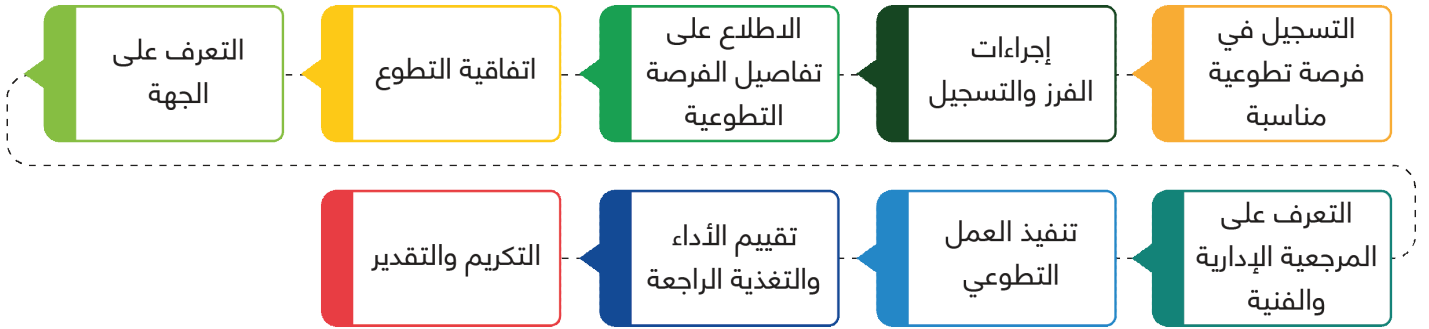 التسجيل في
فرصة تطوعية
مناسبة
إجراءات
الفرز والتسجيل
الاطلاع على
تفاصيل الفرصة
التطوعية
اتفاقية التطوع
التعرف على
الجهة
التعرف على
المرجعية الإدارية
والفنية
تنفيذ العمل
التطوعي
تقييم الأداء
والتغذية الراجعة
التكريم والتقدير